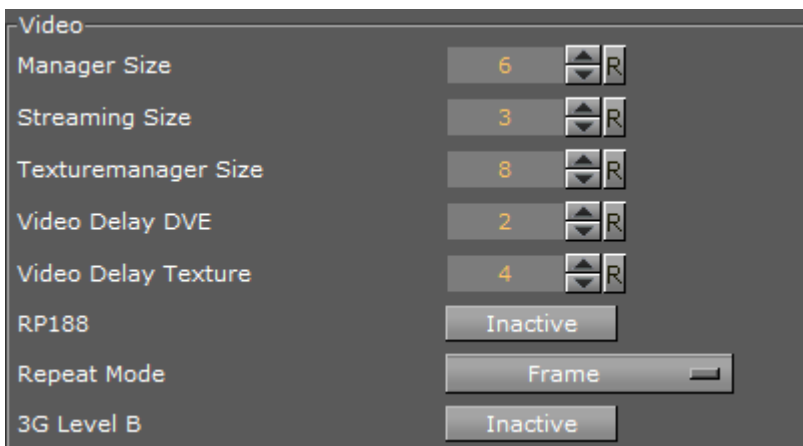 Video
Manager Size 6 R
Streaming Size 3 R
Texturemanager Size 8 R
Video Delay DVE 2 R
Video Delay Texture 4 R
RP188 Inactive
Repeat Mode Frame
3G Level B Inactive